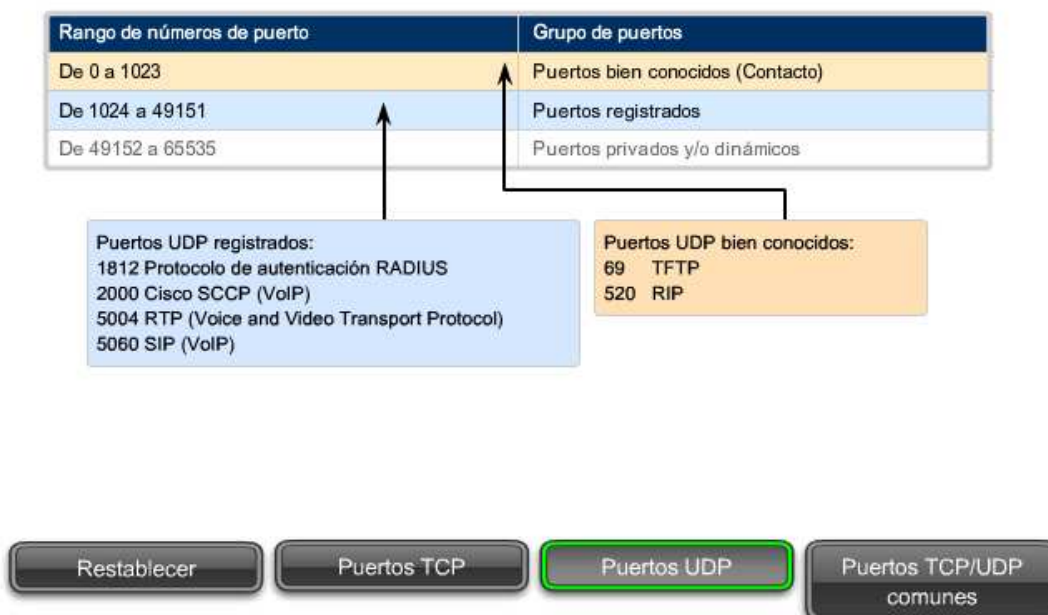 Rango de números de puerto Grupo de puertos
De 0 a 1023 Puertos bien conocidos (Contacto)
De 1024 a 49151 Puertos registrados
De 49152 a 65535 Puertos privados y/o dinámicos
Puertos UDP registrados:
1812 Protocolo de autenticación RADIUS
2000 Cisco SCCP (VoIP)
5004 RTP (Voice and Video Transport Protocol)
5060 SIP (VoIP)
Puertos UDP bien conocidos:
69 TFTP
520 RIP
Restablecer
Puertos TCP
Puertos UDP
Puertos TCP/UDP
comunes